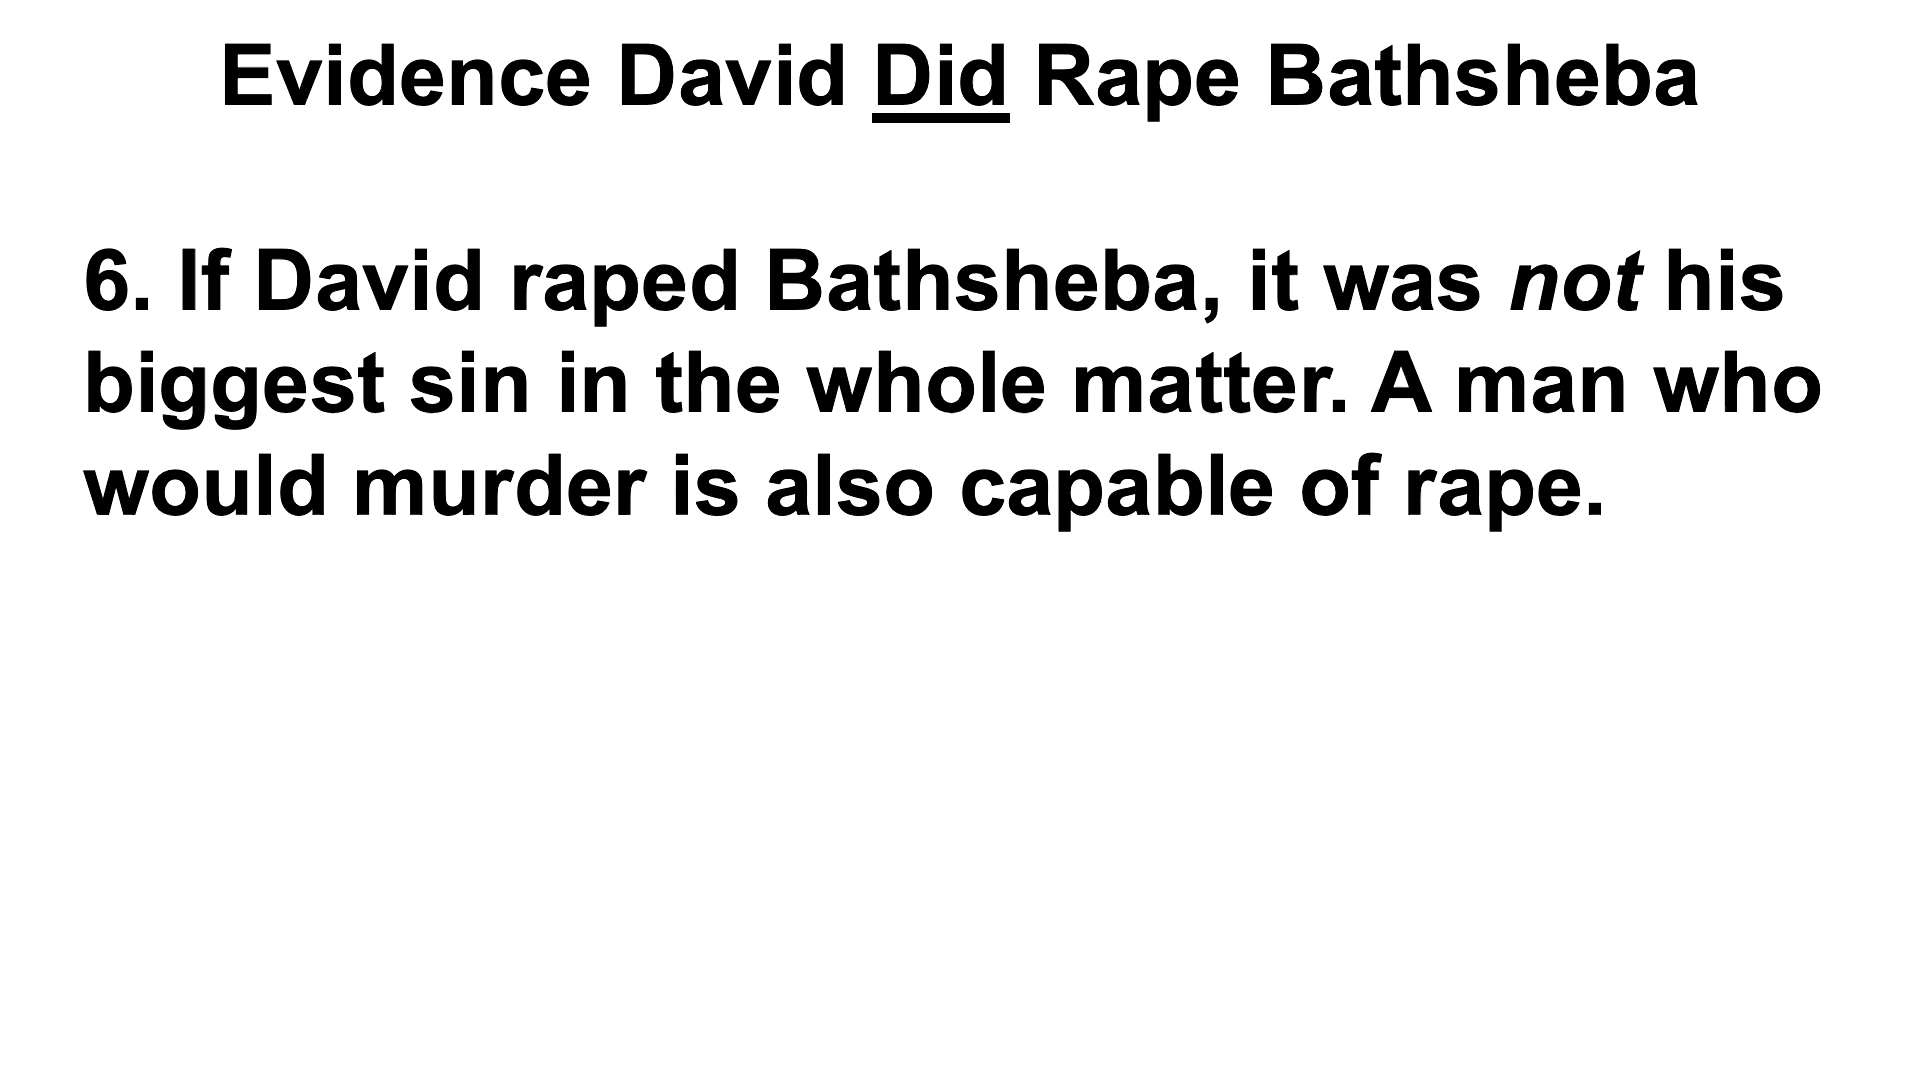 Evidence David Did Rape Bathsheba
6. If David raped Bathsheba, it was not his
biggest sin in the whole matter. A man who
would murder is also capable of rape.